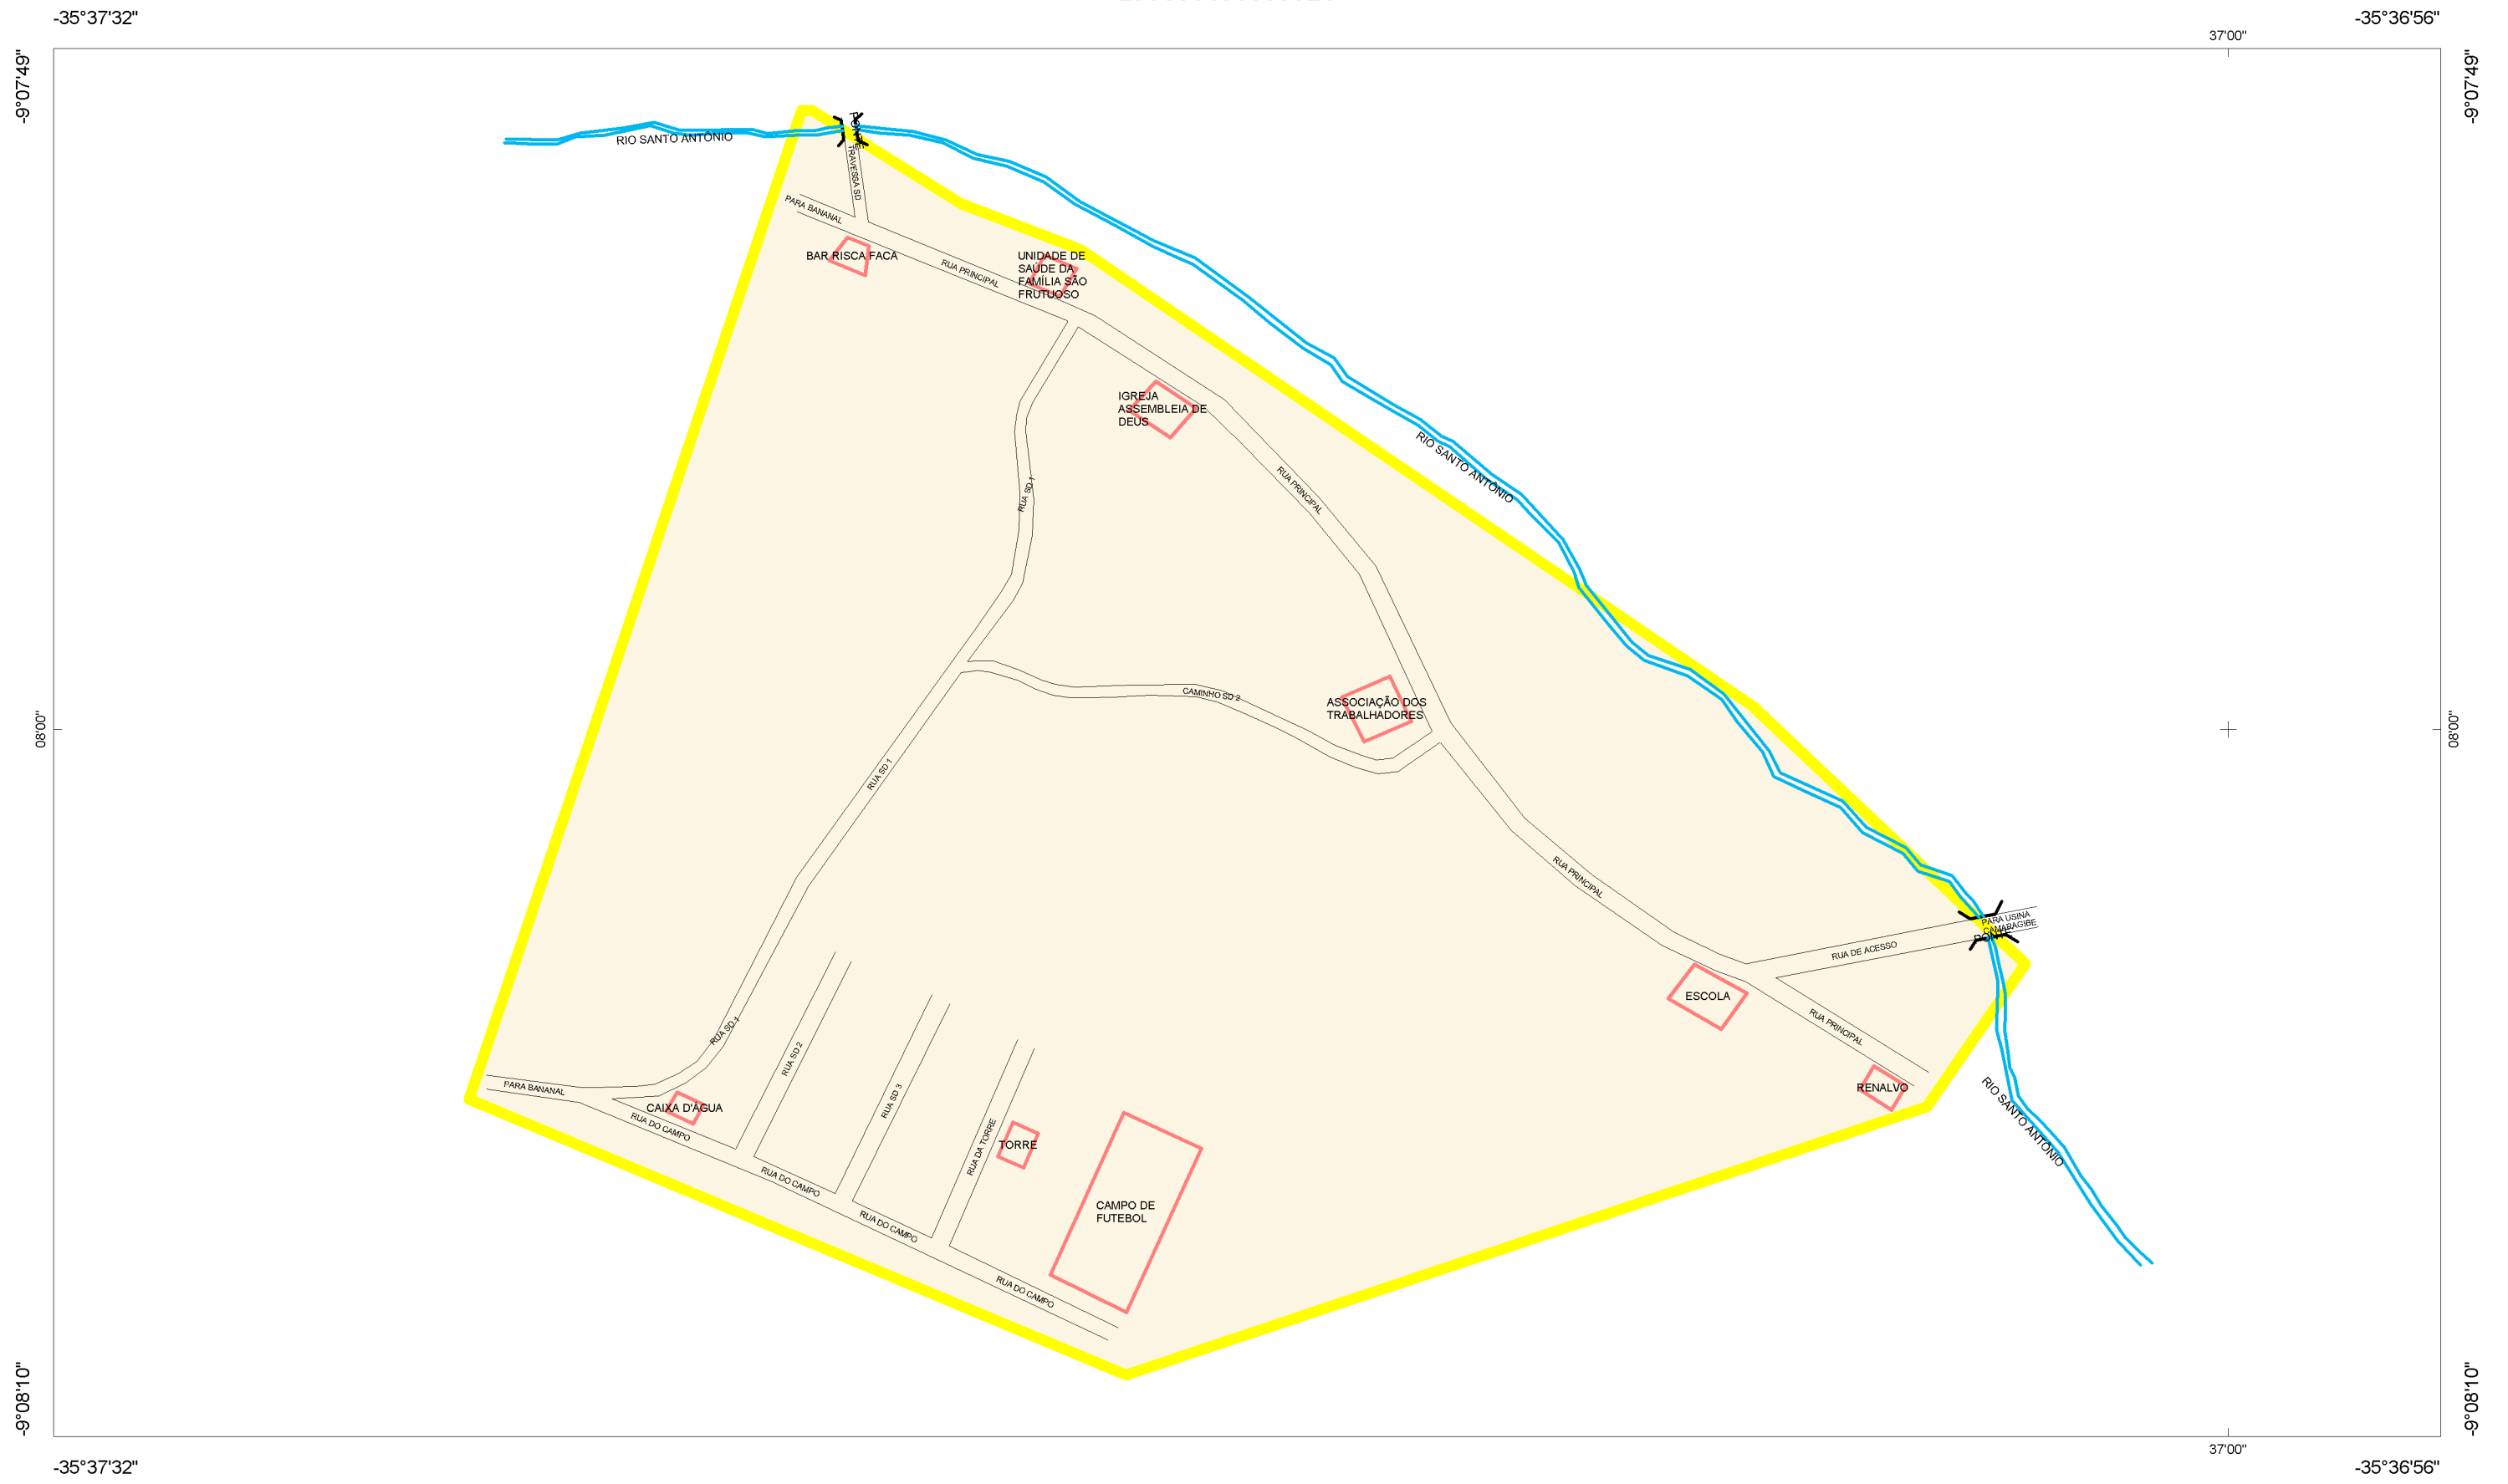 -35°37'32"
-35°36'56"
37'00"
-9°07'49"
-9°07'49"
PONTE
RIO SANTO ANTÔNIO
TRAVESSA SD
PARA BANANAL
BAR RISCA FACA
RUA PRINCIPAL
UNIDADE DE
SAÚDE DA
FAMÍLIA SÃO
FRUTUOSO
IGREJA
ASSEMBLEIA DE
DEUS
RUA PRINCIPAL
RIO SANTO ANTÔNIO
RUA SD 1
CAMINHO SD 2
ASSOCIAÇÃO DOS
TRABALHADORES
08'00"
08'00"
RUA SD 1
RUA PRINCIPAL
PARA USINA
CAMARAGIBE
PONTE
RUA DE ACESSO
ESCOLA
RUA PRINCIPAL
RUA SD 1
RUA SD 2
RUA SD 3
PARA BANANAL
RENALVO
CAIXA D'ÁGUA
RUA DO CAMPO
RIO SANTO ANTÔNIO
RUA DA TORRE
TORRE
RUA DO CAMPO
CAMPO DE
FUTEBOL
RUA DO CAMPO
RUA DO CAMPO
-9°08'10"
-9°08'10"
37'00"
-35°37'32"
-35°36'56"